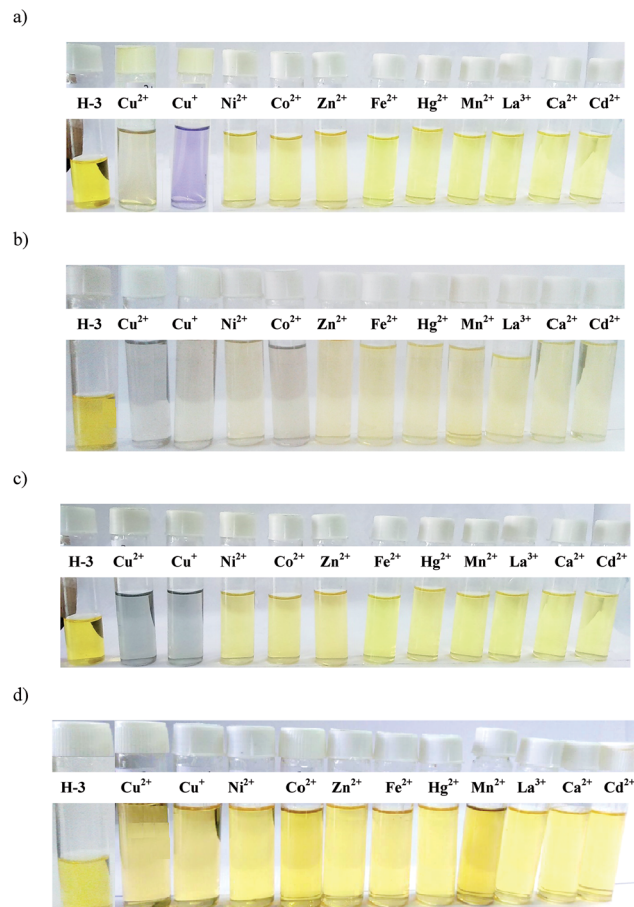 a)
H-3 Cu²⁺ Cu⁺ Ni²⁺ Co²⁺ Zn²⁺ Fe²⁺ Hg²⁺ Mn²⁺ La³⁺ Ca²⁺ Cd²⁺
b)
H-3 Cu²⁺ Cu⁺ Ni²⁺ Co²⁺ Zn²⁺ Fe²⁺ Hg²⁺ Mn²⁺ La³⁺ Ca²⁺ Cd²⁺
c)
H-3 Cu²⁺ Cu⁺ Ni²⁺ Co²⁺ Zn²⁺ Fe²⁺ Hg²⁺ Mn²⁺ La³⁺ Ca²⁺ Cd²⁺
d)
H-3 Cu²⁺ Cu⁺ Ni²⁺ Co²⁺ Zn²⁺ Fe²⁺ Hg²⁺ Mn²⁺ La³⁺ Ca²⁺ Cd²⁺